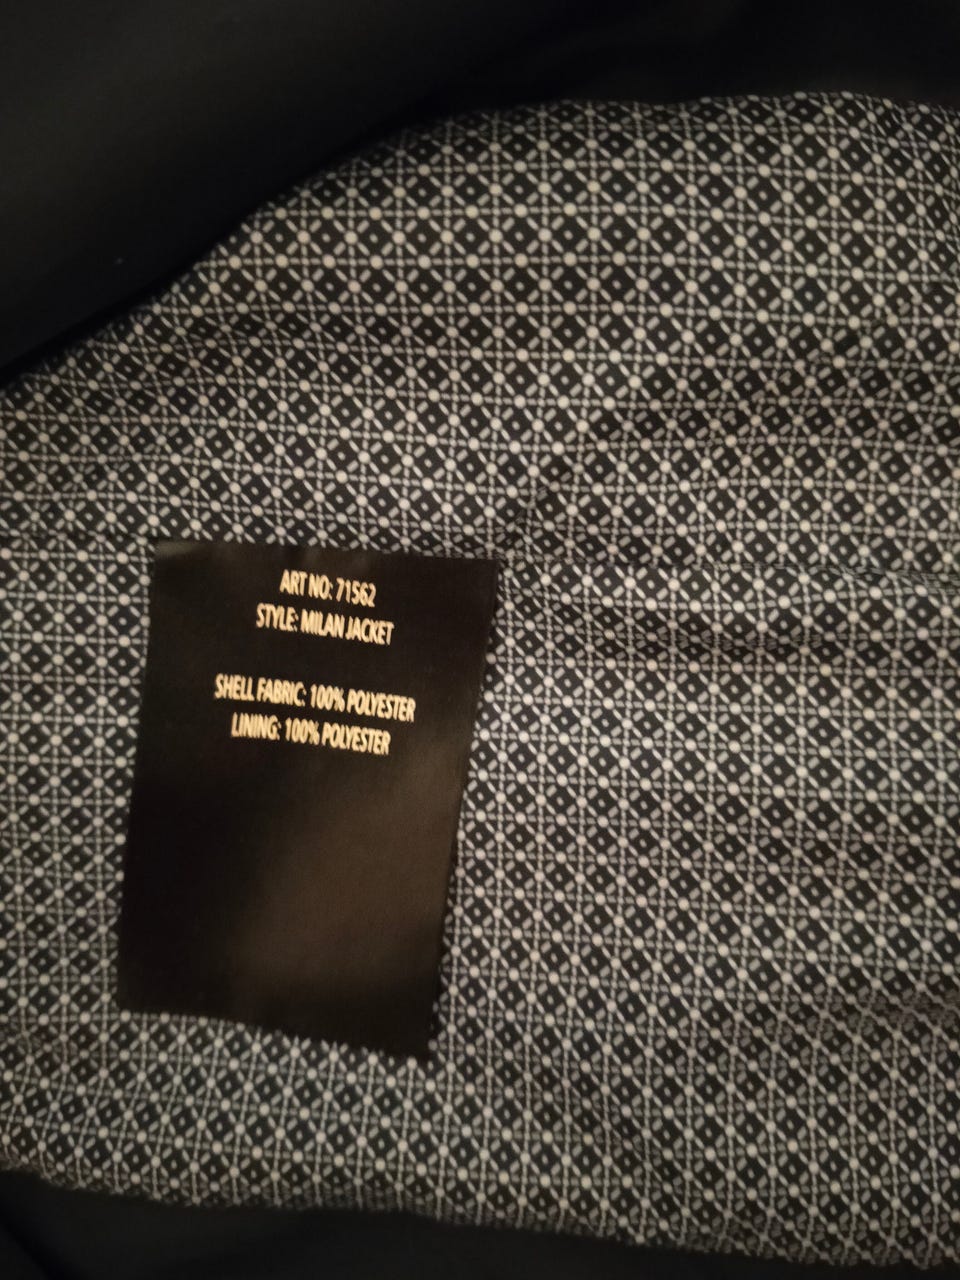 ART NO: 71562
STYLE: MILAN JACKET
SHELL FABRIC: 100% POLYESTER
LINING: 100% POLYESTER